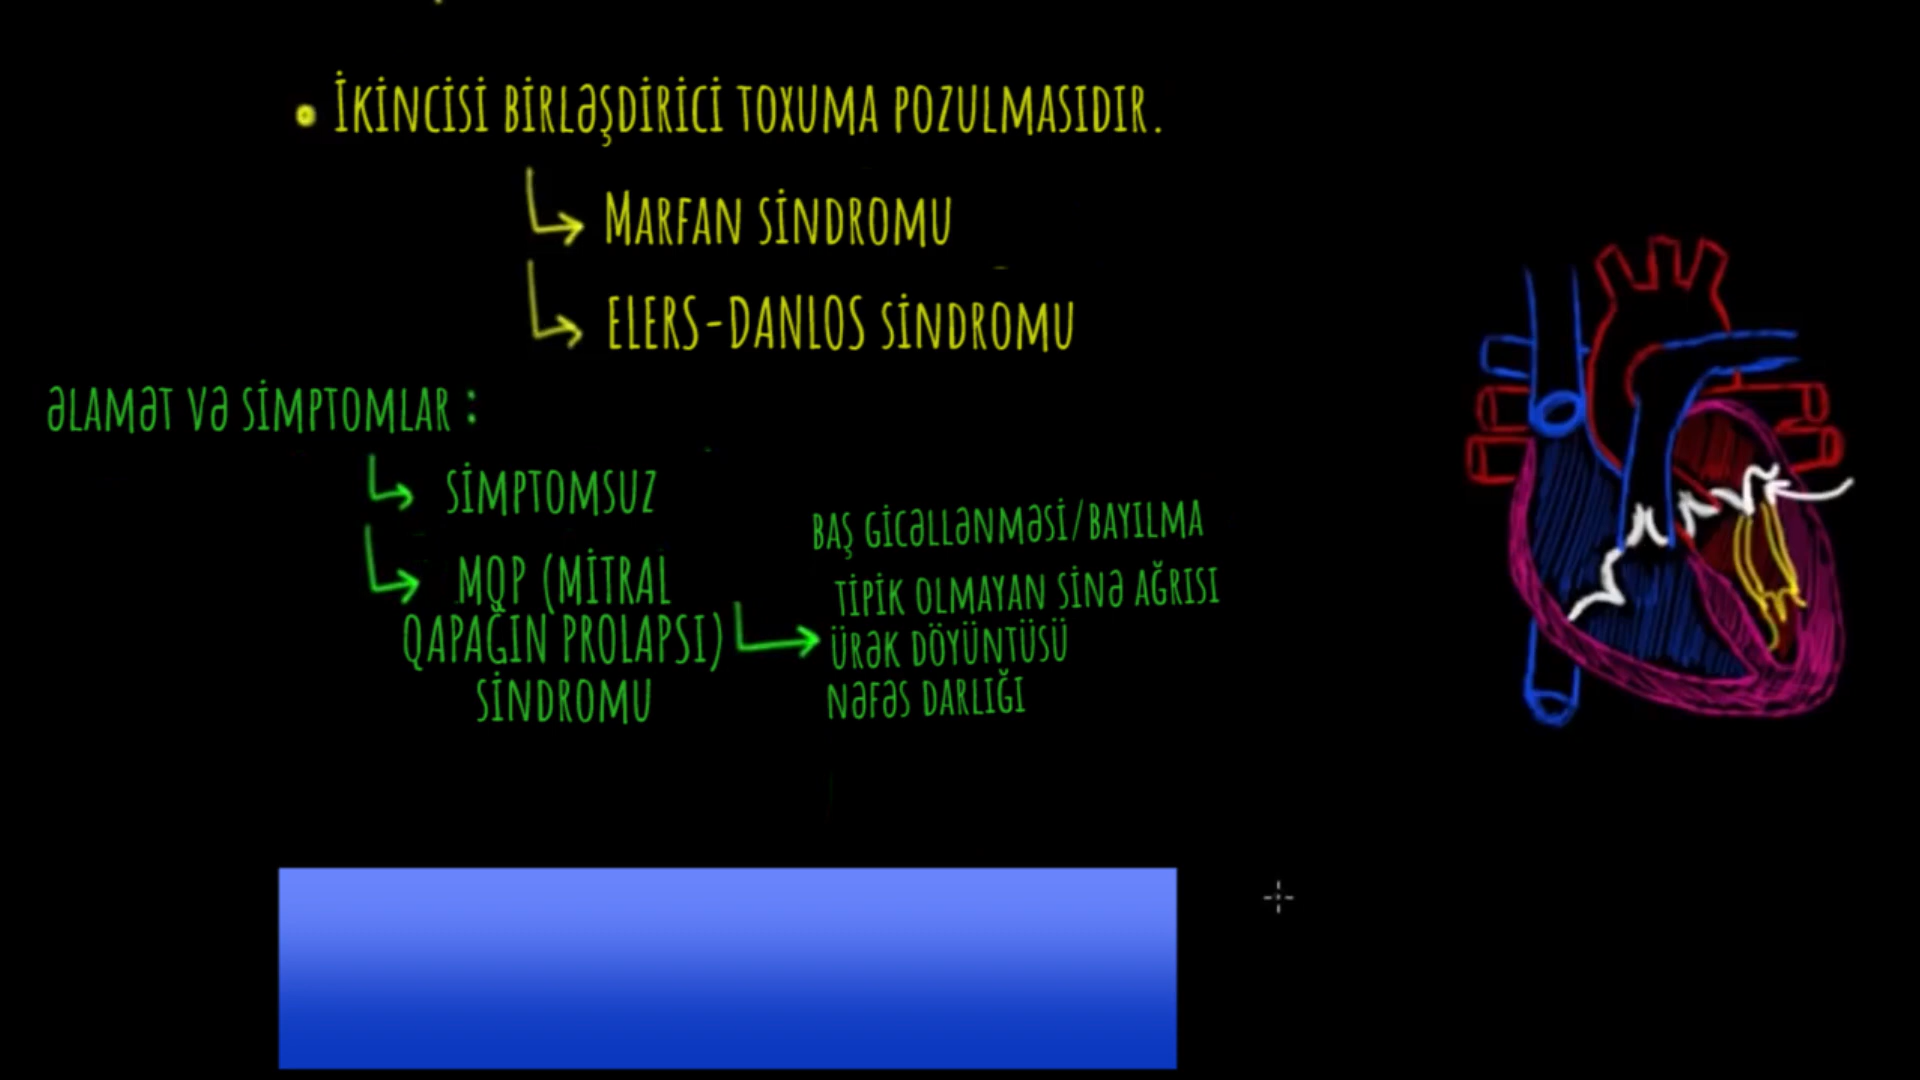 İKİNCİSİ BİRLƏŞDİRİCİ TOXUMA POZULMASIDIR.
MARFAN SİNDROMU
ELERS-DANLOS SİNDROMU
ƏLAMƏT VƏ SİMPTOMLAR :
SİMPTOMSUZ
MQP (MİTRAL
QAPAĞIN PROLAPSI)
SİNDROMU
BAŞ GİCƏLLƏNMƏSİ/BAYILMA
TİPİK OLMAYAN SİNƏ AĞRISI
ÜRƏK DÖYÜNTÜSÜ
NƏFƏS DARLIĞI